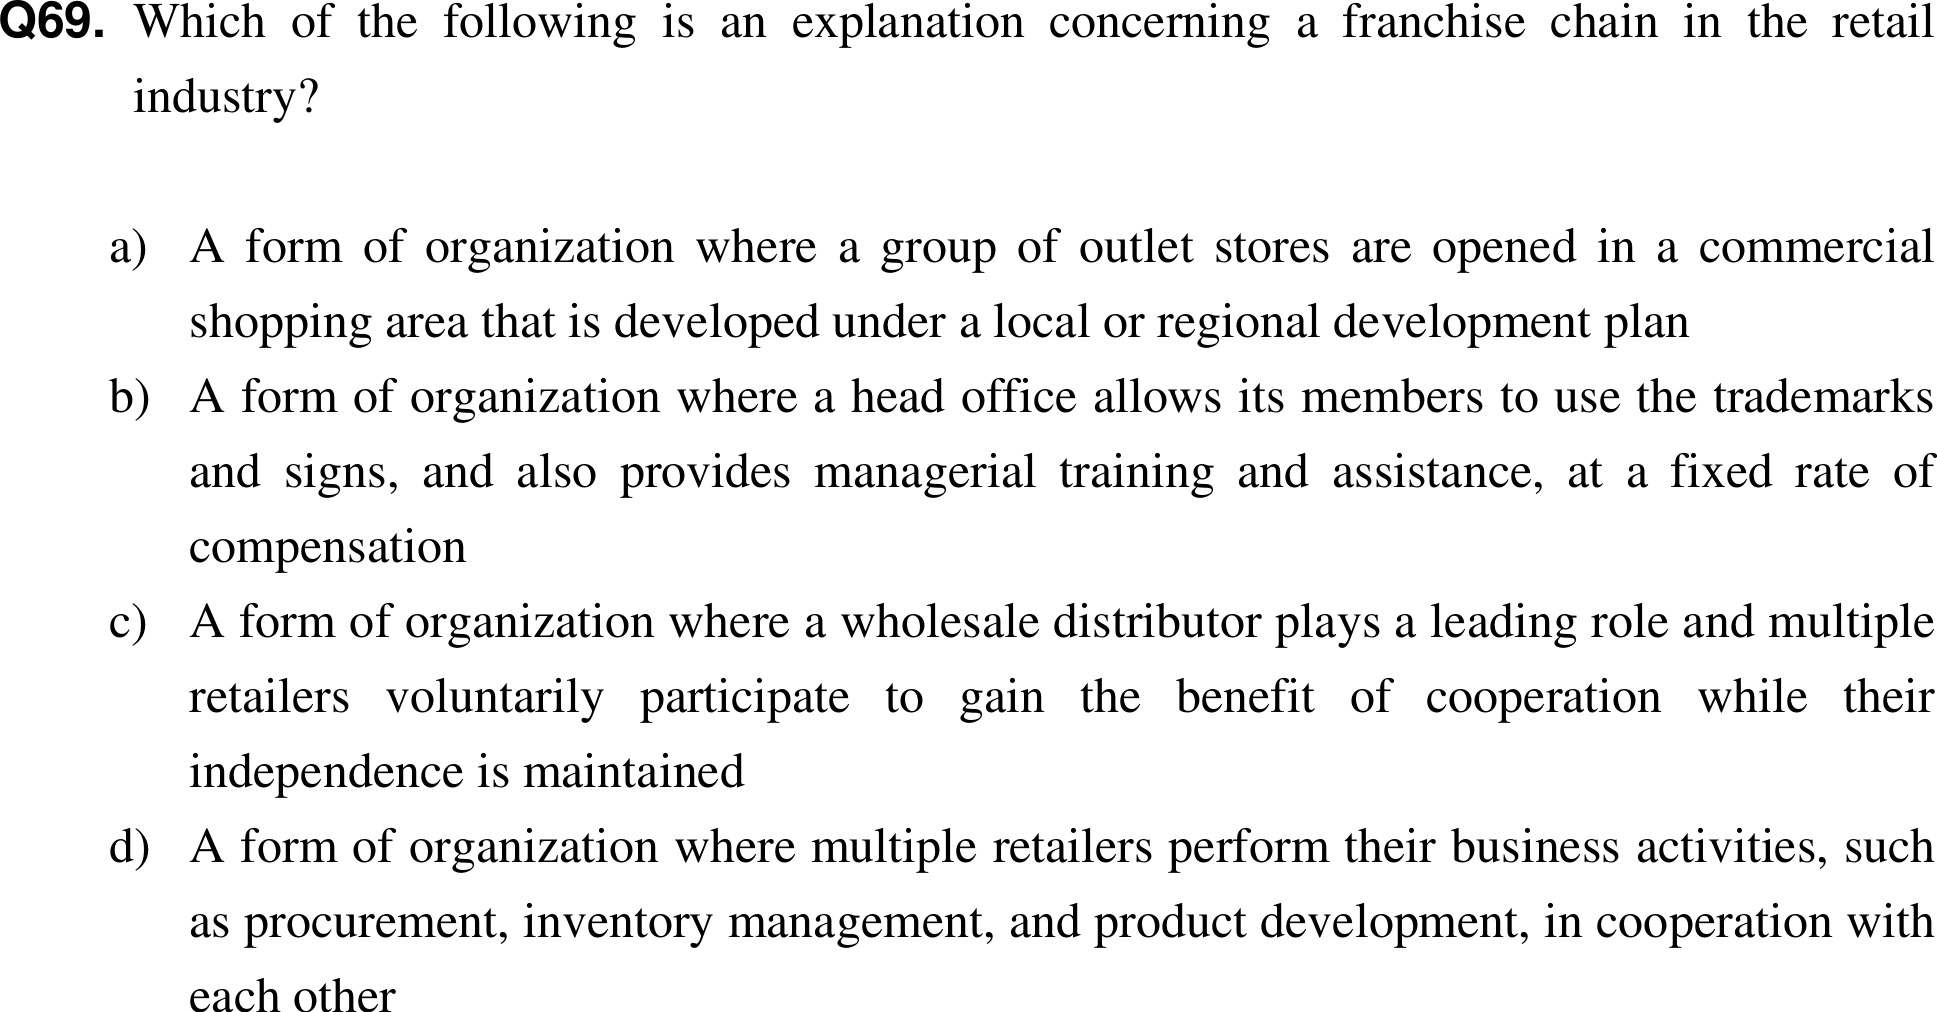 Q69. Which of the following is an explanation concerning a franchise chain in the retail
industry?
a) A form of organization where a group of outlet stores are opened in a commercial
shopping area that is developed under a local or regional development plan
b) A form of organization where a head office allows its members to use the trademarks
and signs, and also provides managerial training and assistance, at a fixed rate of
compensation
c) A form of organization where a wholesale distributor plays a leading role and multiple
retailers voluntarily participate to gain the benefit of cooperation while their
independence is maintained
d) A form of organization where multiple retailers perform their business activities, such
as procurement, inventory management, and product development, in cooperation with
each other